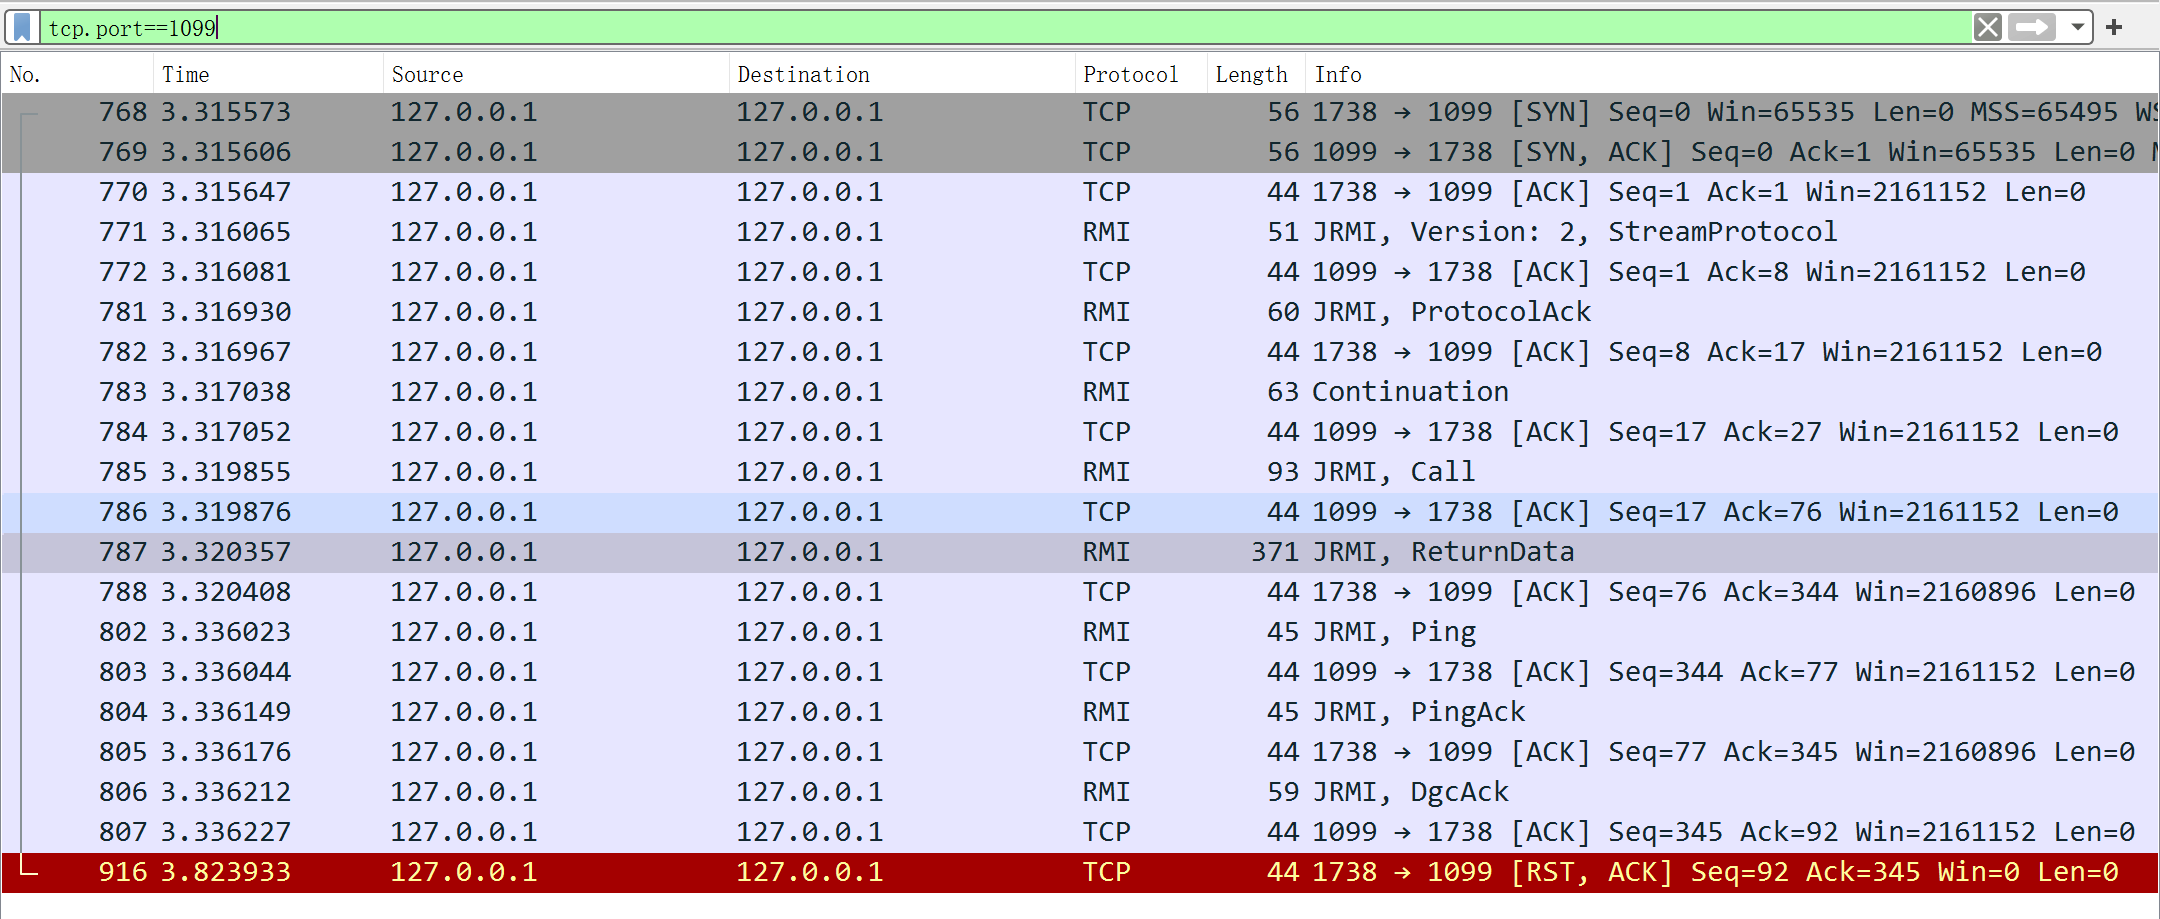 tcp.port==1099
No. Time Source Destination Protocol Length Info
768 3.315573 127.0.0.1 127.0.0.1 TCP 56 1738 → 1099 [SYN] Seq=0 Win=65535 Len=0 MSS=65495 WS
769 3.315606 127.0.0.1 127.0.0.1 TCP 56 1099 → 1738 [SYN, ACK] Seq=0 Ack=1 Win=65535 Len=0 M
770 3.315647 127.0.0.1 127.0.0.1 TCP 44 1738 → 1099 [ACK] Seq=1 Ack=1 Win=2161152 Len=0
771 3.316065 127.0.0.1 127.0.0.1 RMI 51 JRMI, Version: 2, StreamProtocol
772 3.316081 127.0.0.1 127.0.0.1 TCP 44 1099 → 1738 [ACK] Seq=1 Ack=8 Win=2161152 Len=0
781 3.316930 127.0.0.1 127.0.0.1 RMI 60 JRMI, ProtocolAck
782 3.316967 127.0.0.1 127.0.0.1 TCP 44 1738 → 1099 [ACK] Seq=8 Ack=17 Win=2161152 Len=0
783 3.317038 127.0.0.1 127.0.0.1 RMI 63 Continuation
784 3.317052 127.0.0.1 127.0.0.1 TCP 44 1099 → 1738 [ACK] Seq=17 Ack=27 Win=2161152 Len=0
785 3.319855 127.0.0.1 127.0.0.1 RMI 93 JRMI, Call
786 3.319876 127.0.0.1 127.0.0.1 TCP 44 1099 → 1738 [ACK] Seq=17 Ack=76 Win=2161152 Len=0
787 3.320357 127.0.0.1 127.0.0.1 RMI 371 JRMI, ReturnData
788 3.320408 127.0.0.1 127.0.0.1 TCP 44 1738 → 1099 [ACK] Seq=76 Ack=344 Win=2160896 Len=0
802 3.336023 127.0.0.1 127.0.0.1 RMI 45 JRMI, Ping
803 3.336044 127.0.0.1 127.0.0.1 TCP 44 1099 → 1738 [ACK] Seq=344 Ack=77 Win=2161152 Len=0
804 3.336149 127.0.0.1 127.0.0.1 RMI 45 JRMI, PingAck
805 3.336176 127.0.0.1 127.0.0.1 TCP 44 1738 → 1099 [ACK] Seq=77 Ack=345 Win=2160896 Len=0
806 3.336212 127.0.0.1 127.0.0.1 RMI 59 JRMI, DgcAck
807 3.336227 127.0.0.1 127.0.0.1 TCP 44 1099 → 1738 [ACK] Seq=345 Ack=92 Win=2161152 Len=0
916 3.823933 127.0.0.1 127.0.0.1 TCP 44 1738 → 1099 [RST, ACK] Seq=92 Ack=345 Win=0 Len=0